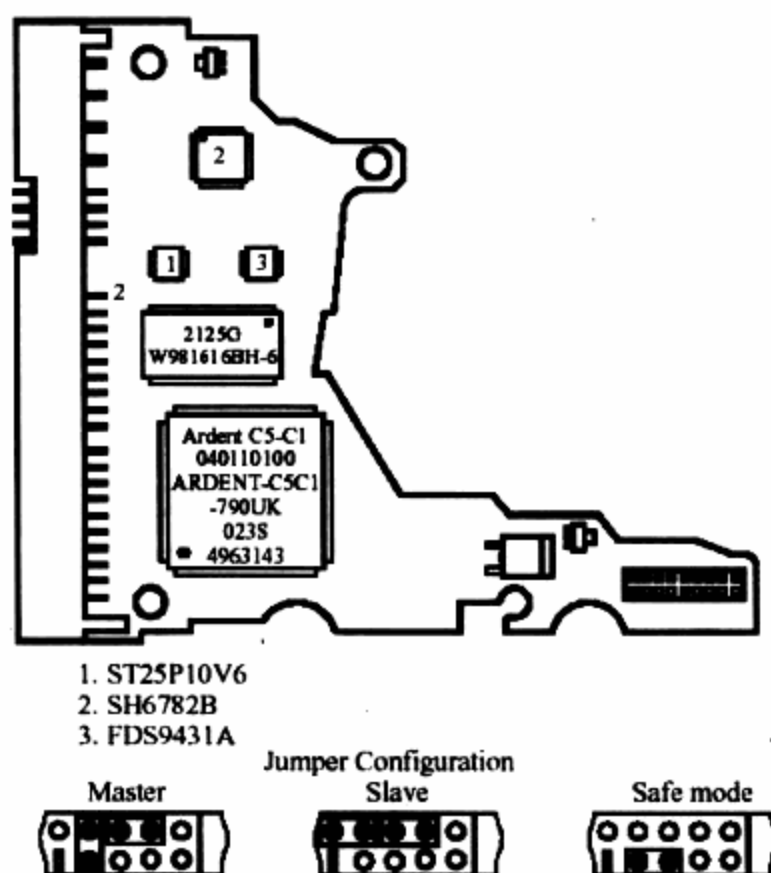 2
1
3
2
2125G
W981616BH-6
Ardent C5-C1
040110100
ARDENT-C5C1
-790UK
023S
4963143
1. ST25P10V6
2. SH6782B
3. FDS9431A
Jumper Configuration
Master
Slave
Safe mode